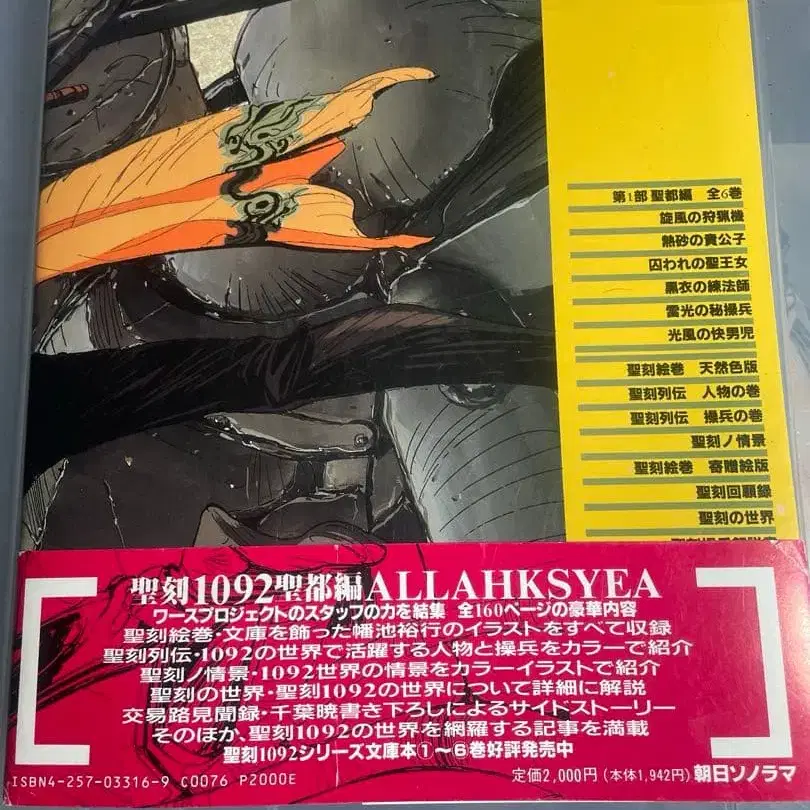 第1部 聖都編 全6巻
旋風の狩猟機
熱砂の貴公子
囚われの聖王女
黒衣の練法師
雷光の秘操兵
光風の快男児
聖刻絵巻 天然色版
聖刻列伝 人物の巻
聖刻列伝 操兵の巻
聖刻ノ情景
聖刻絵巻 寄贈絵版
聖刻回顧録
聖刻の世界
聖刻1092聖都編ALLAHKSYEA
ワースプロジェクトのスタッフの力を結集 全160ページの豪華内容
聖刻絵巻・文庫を飾った幡池裕行のイラストをすべて収録
聖刻列伝・1092の世界で活躍する人物と操兵をカラーで紹介
聖刻ノ情景・1092世界の情景をカラーイラストで紹介
聖刻の世界・聖刻1092の世界について詳細に解説
交易路見聞録・千葉暁書き下ろしによるサイドストーリー
そのほか、聖刻1092の世界を網羅する記事を満載
聖刻1092シリーズ文庫本①〜⑥巻好評発売中
ISBN4-257-03316-9 C0076 P2000E 定価2,000円(本体1,942円) 朝日ソノラマ